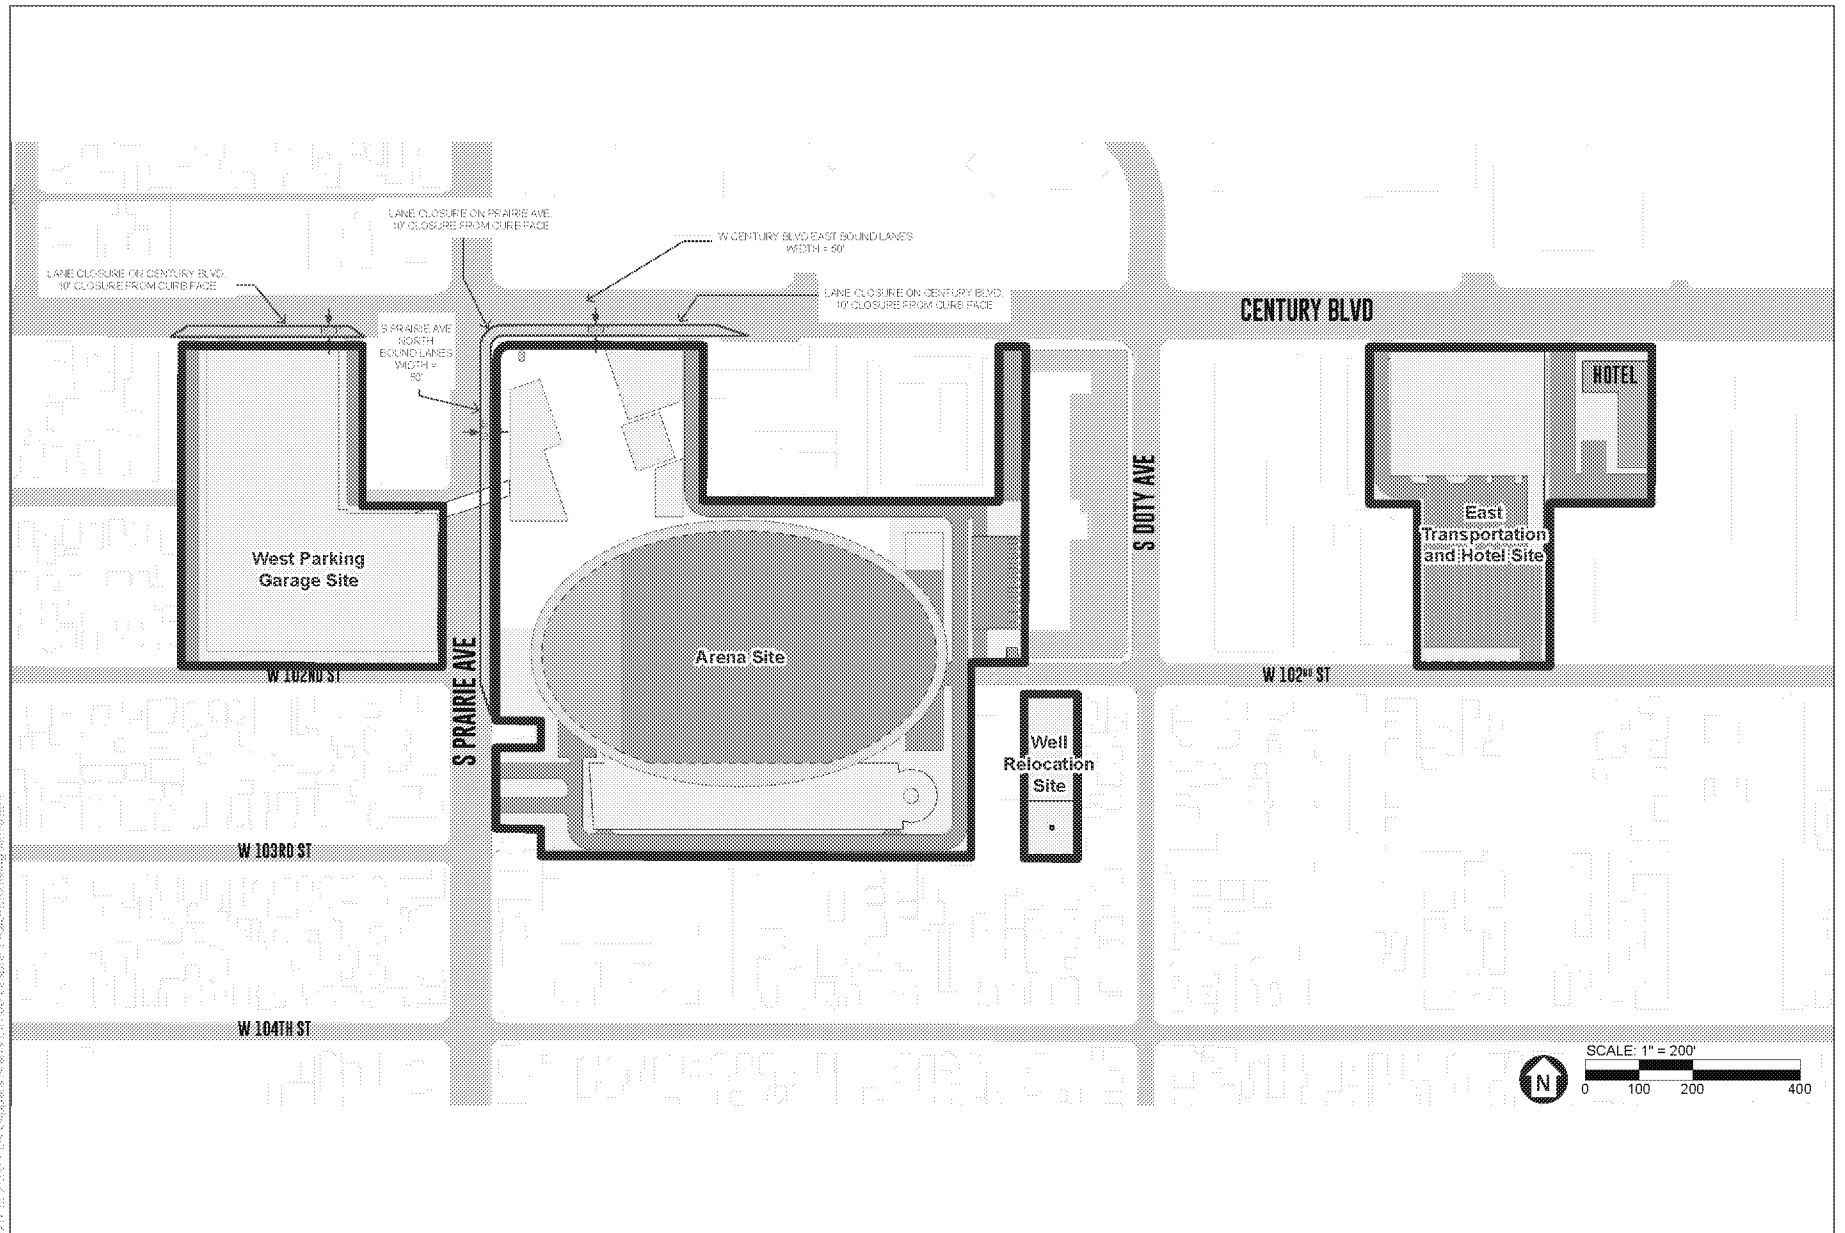 LANE CLOSURE ON PRAIRIE AVE.
10' CLOSURE FROM CURB FACE
W CENTURY BLVD EAST BOUND LANES
WIDTH = 60'
LANE CLOSURE ON CENTURY BLVD.
10' CLOSURE FROM CURB FACE
LANE CLOSURE ON CENTURY BLVD.
10' CLOSURE FROM CURB FACE
CENTURY BLVD
S PRAIRIE AVE
NORTH
BOUND LANES
WIDTH =
HOTEL
S DOTY AVE
East
Transportation
and Hotel Site
West Parking
Garage Site
Arena Site
W 102ND ST
W 102ND ST
S PRAIRIE AVE
Well
Relocation
Site
W 103RD ST
W 104TH ST
N
SCALE: 1" = 200'
0 100 200 400